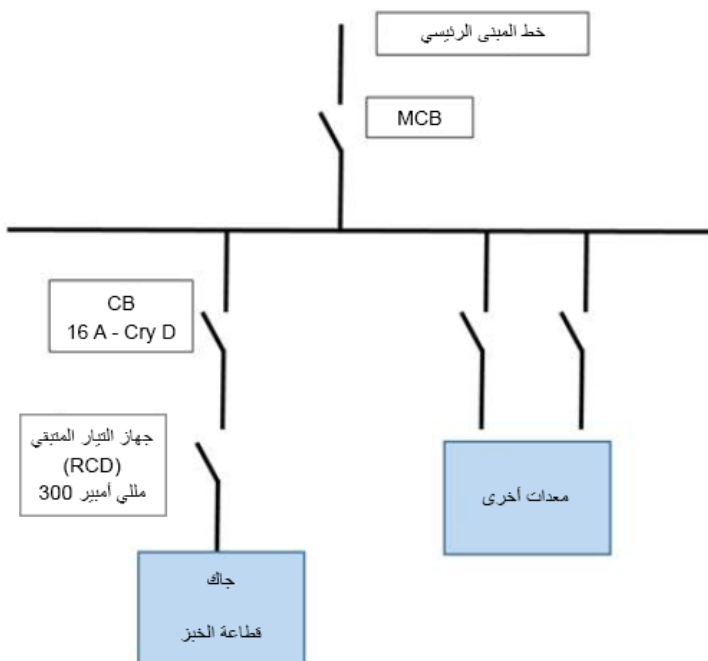 خط المبنى الرئيسي
MCB
CB
16 A - Cry D
جهاز التيار المتبقي
(RCD)
300 مللي أمبير
معدات أخرى
جاك
قطاعة الخبز